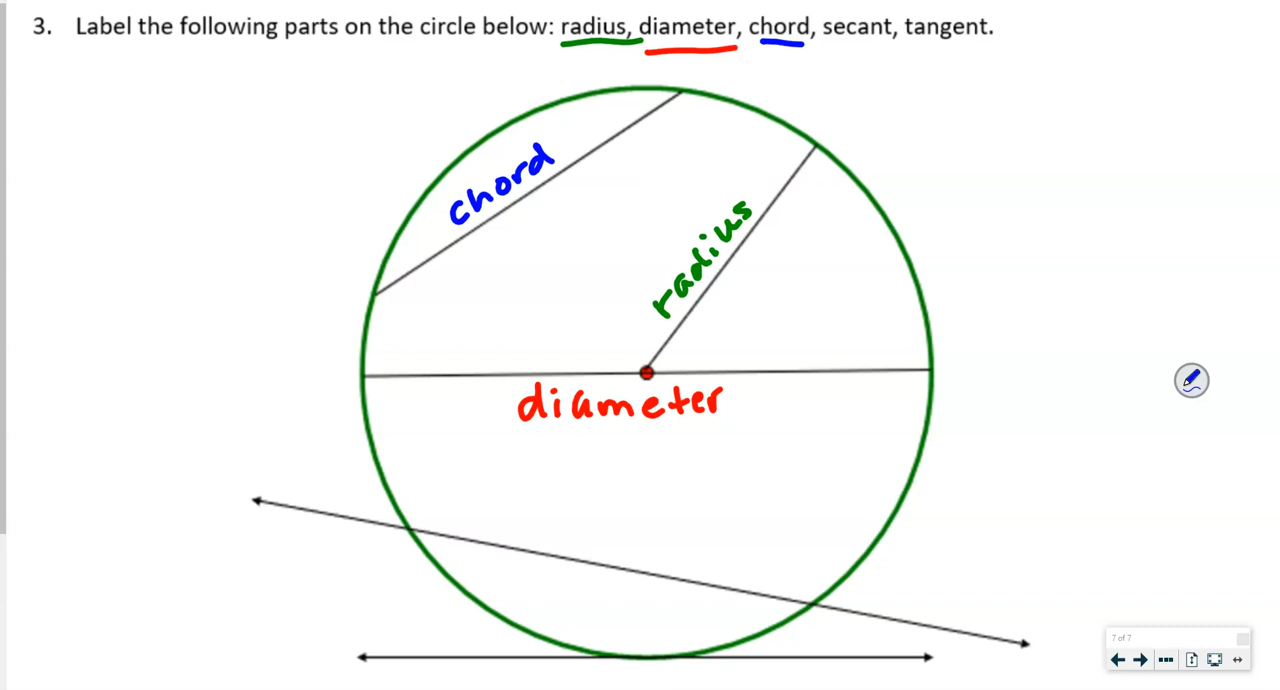 3. Label the following parts on the circle below: radius, diameter, chord, secant, tangent.
chord
radius
diameter
7 of 7